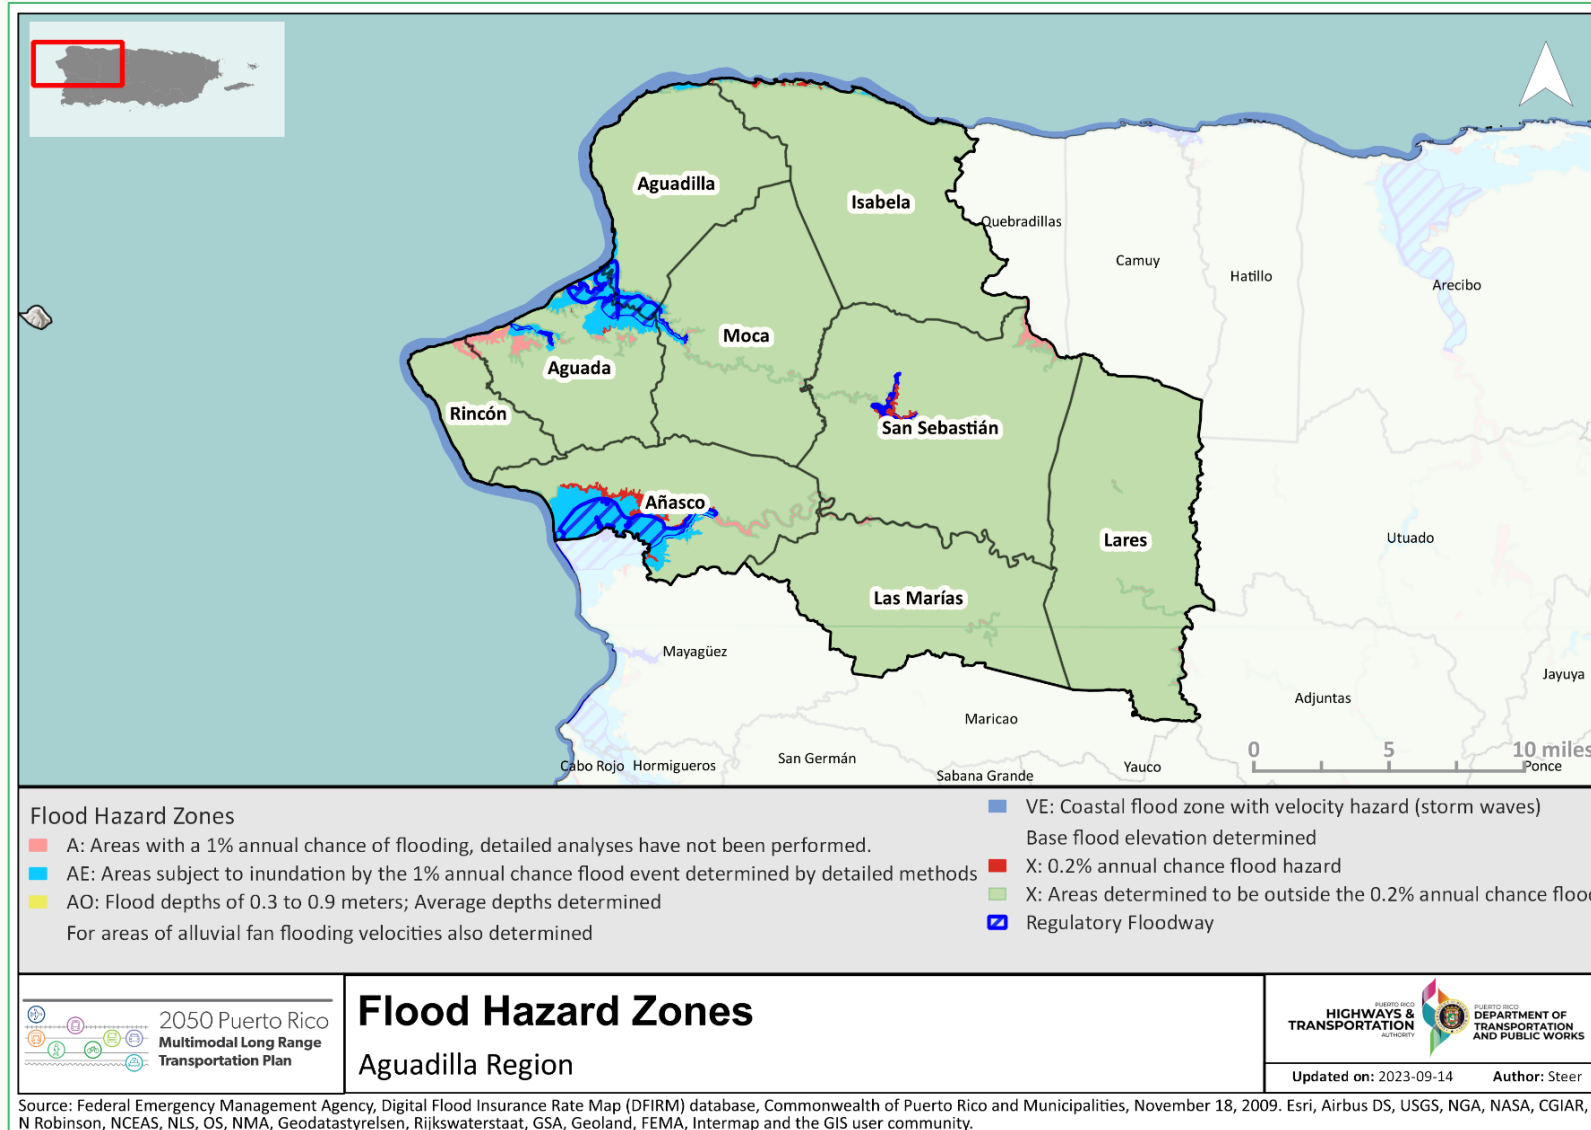 Aguadilla
Isabela
Quebradillas
Camuy
Hatillo
Arecibo
Moca
Aguada
Rincón
San Sebastián
Añasco
Lares
Utuado
Las Marías
Mayagüez
Jayuya
Adjuntas
Maricao
San Germán
Cabo Rojo
Hormigueros
Sabana Grande
Yauco
Ponce
0 5 10 miles
Flood Hazard Zones
A: Areas with a 1% annual chance of flooding, detailed analyses have not been performed.
AE: Areas subject to inundation by the 1% annual chance flood event determined by detailed methods
AO: Flood depths of 0.3 to 0.9 meters; Average depths determined
For areas of alluvial fan flooding velocities also determined
VE: Coastal flood zone with velocity hazard (storm waves)
Base flood elevation determined
X: 0.2% annual chance flood hazard
X: Areas determined to be outside the 0.2% annual chance flood
Regulatory Floodway
2050 Puerto Rico
Multimodal Long Range
Transportation Plan
Flood Hazard Zones
Aguadilla Region
PUERTO RICO
HIGHWAYS &
TRANSPORTATION
AUTHORITY
PUERTO RICO
DEPARTMENT OF
TRANSPORTATION
AND PUBLIC WORKS
Updated on: 2023-09-14 Author: Steer
Source: Federal Emergency Management Agency, Digital Flood Insurance Rate Map (DFIRM) database, Commonwealth of Puerto Rico and Municipalities, November 18, 2009. Esri, Airbus DS, USGS, NGA, NASA, CGIAR,
N Robinson, NCEAS, NLS, OS, NMA, Geodatastyrelsen, Rijkswaterstaat, GSA, Geoland, FEMA, Intermap and the GIS user community.